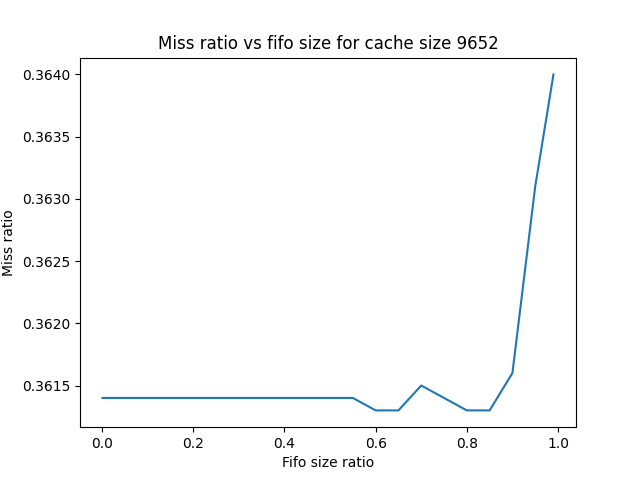 Miss ratio vs fifo size for cache size 9652
0.3640
0.3635
0.3630
0.3625
0.3620
0.3615
Miss ratio
0.0 0.2 0.4 0.6 0.8 1.0
Fifo size ratio